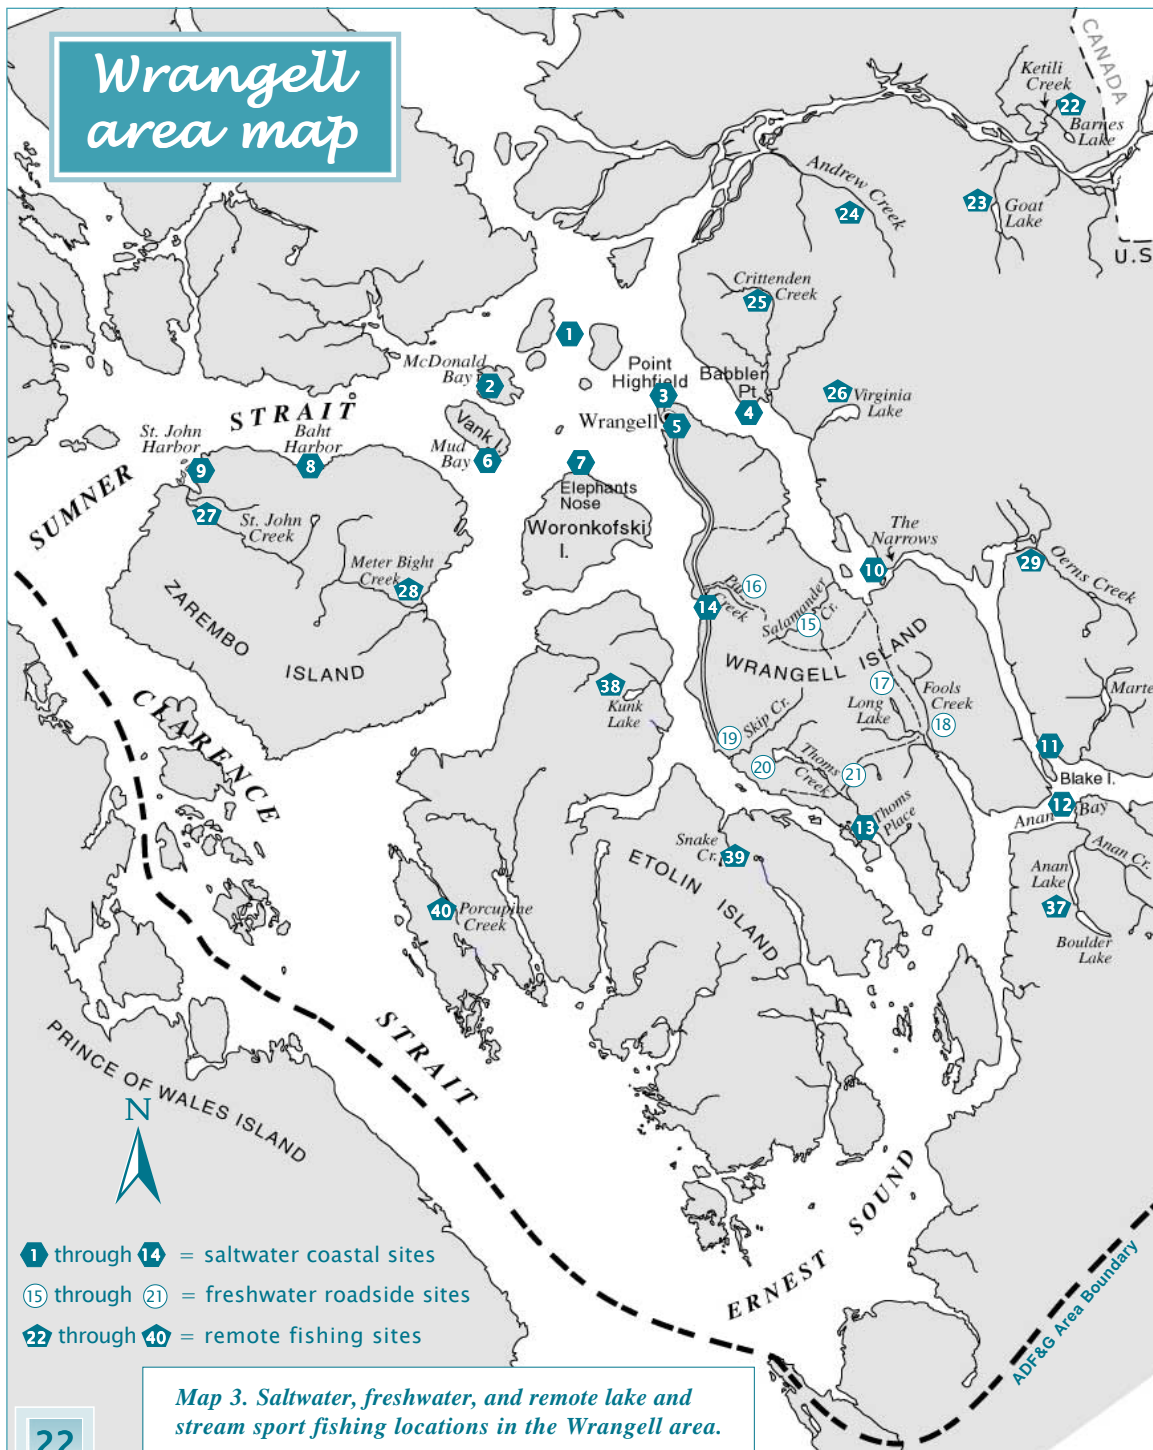 Wrangell
area map
CANADA
U.S
Ketili
Creek
22
Barnes
Lake
Andrew Creek
24
23
Goat
Lake
Crittenden
Creek
25
1
McDonald
Bay
2
Point
Highfield
3
Babbler
Pt.
4
26
Virginia
Lake
SUMNER STRAIT
St. John
Harbor
9
Baht
Harbor
8
Vank I.
Mud
Bay
6
7
Elephants
Nose
Woronkofski
I.
Wrangell
5
27
St. John
Creek
Meter Bight
Creek
28
ZAREMBO
ISLAND
The
Narrows
10
29
Oerns Creek
16
Creek
14
Salamander
Cr.
15
WRANGELL ISLAND
17
Long
Lake
Fools
Creek
18
Marte
38
Kunk
Lake
19
Skip Cr.
20
Thoms
Creek
21
11
Blake I.
12
Anan Bay
13
Thoms
Place
Anan Cr.
Anan
Lake
37
Boulder
Lake
Snake
Cr.
39
ETOLIN ISLAND
40
Porcupine
Creek
CLARENCE
STRAIT
PRINCE OF WALES ISLAND
N
ERNEST SOUND
ADF&G Area Boundary
1 through 14 = saltwater coastal sites
15 through 21 = freshwater roadside sites
22 through 40 = remote fishing sites
Map 3. Saltwater, freshwater, and remote lake and
stream sport fishing locations in the Wrangell area.
22